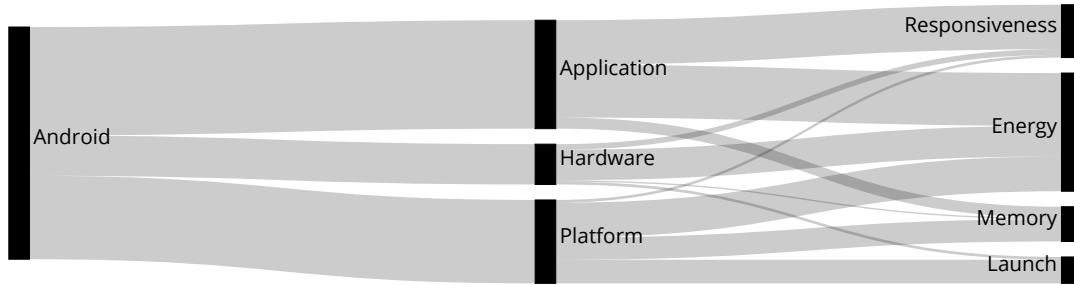 Android
Application
Hardware
Platform
Responsiveness
Energy
Memory
Launch